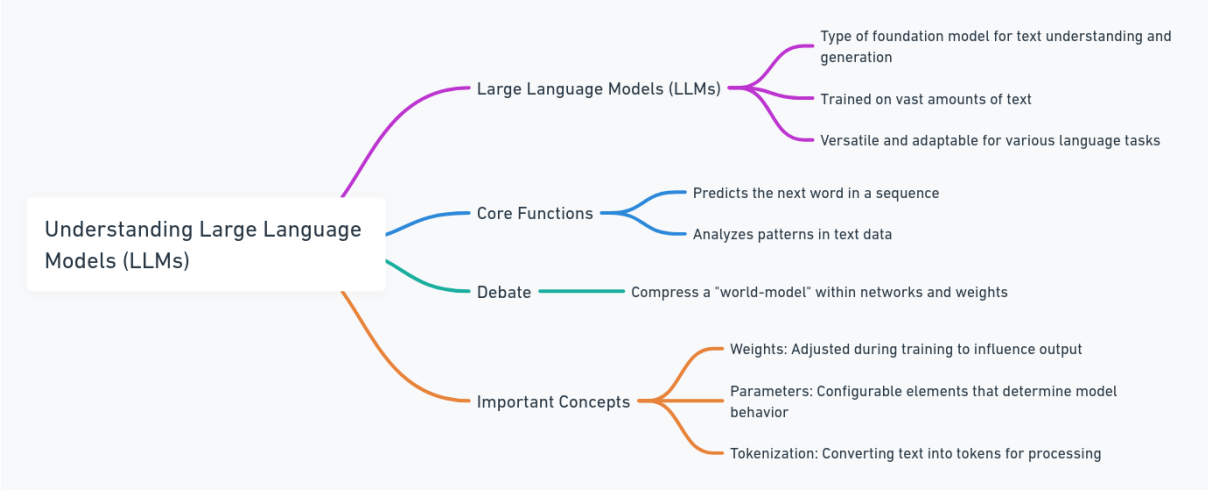 Understanding Large Language
Models (LLMs)
Large Language Models (LLMs)
Type of foundation model for text understanding and
generation
Trained on vast amounts of text
Versatile and adaptable for various language tasks
Core Functions
Predicts the next word in a sequence
Analyzes patterns in text data
Debate
Compress a "world-model" within networks and weights
Important Concepts
Weights: Adjusted during training to influence output
Parameters: Configurable elements that determine model
behavior
Tokenization: Converting text into tokens for processing